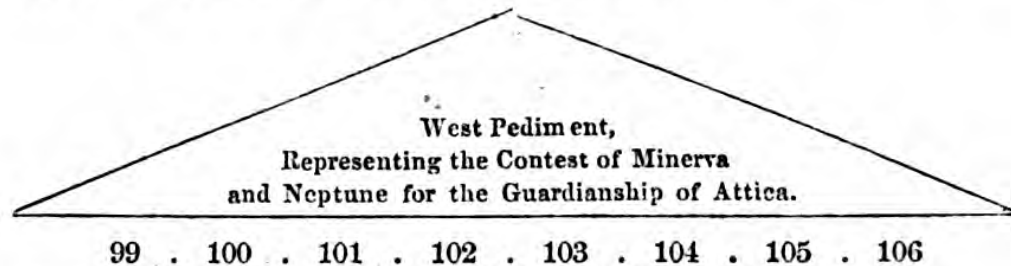 West Pediment,
Representing the Contest of Minerva
and Neptune for the Guardianship of Attica.
99 . 100 . 101 . 102 . 103 . 104 . 105 . 106